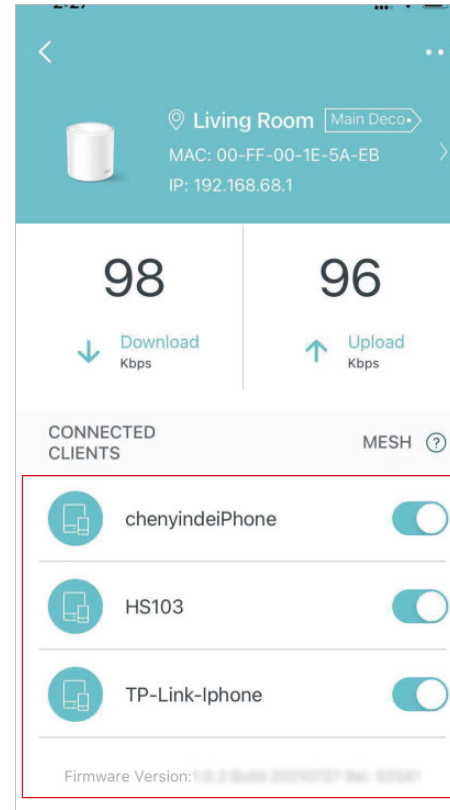 Living Room Main Deco
MAC: 00-FF-00-1E-5A-EB
IP: 192.168.68.1
98 96
Download Upload
Kbps Kbps
CONNECTED
CLIENTS
MESH ?
chenyindeiPhone
HS103
TP-Link-Iphone
Firmware Version: